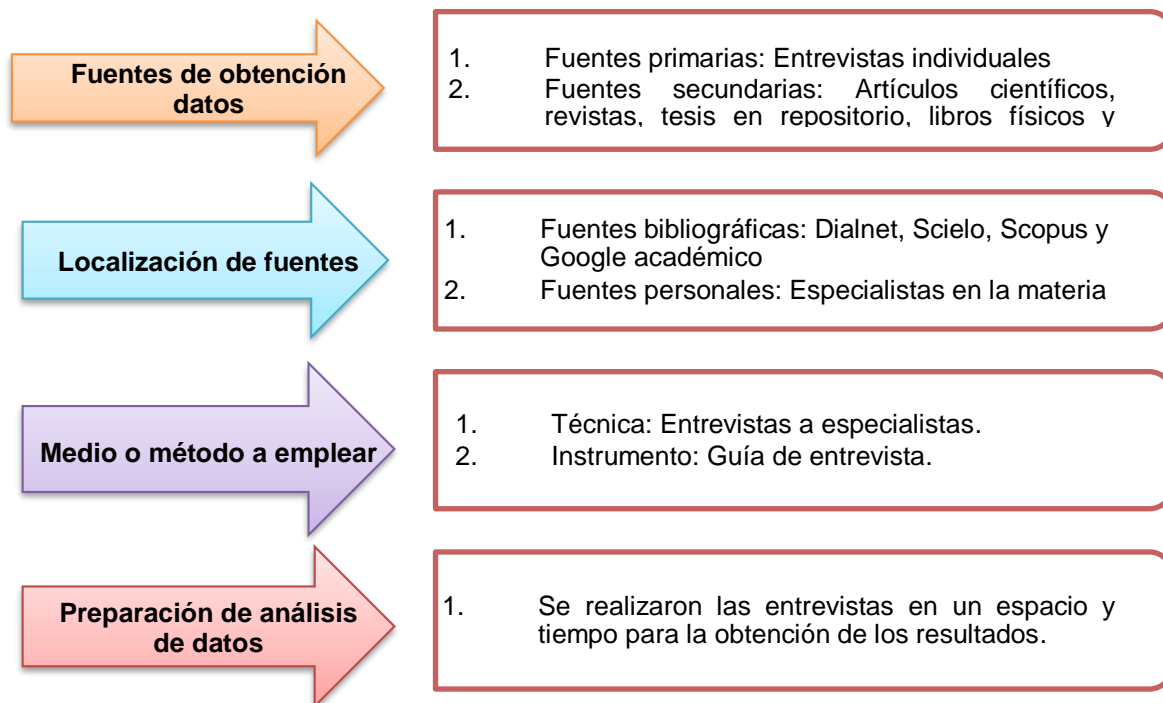 Fuentes de obtención
datos
1. Fuentes primarias: Entrevistas individuales
2. Fuentes secundarias: Artículos científicos,
revistas, tesis en repositorio, libros físicos y
Localización de fuentes
1. Fuentes bibliográficas: Dialnet, Scielo, Scopus y
Google académico
2. Fuentes personales: Especialistas en la materia
Medio o método a emplear
1. Técnica: Entrevistas a especialistas.
2. Instrumento: Guía de entrevista.
Preparación de análisis
de datos
1. Se realizaron las entrevistas en un espacio y
tiempo para la obtención de los resultados.